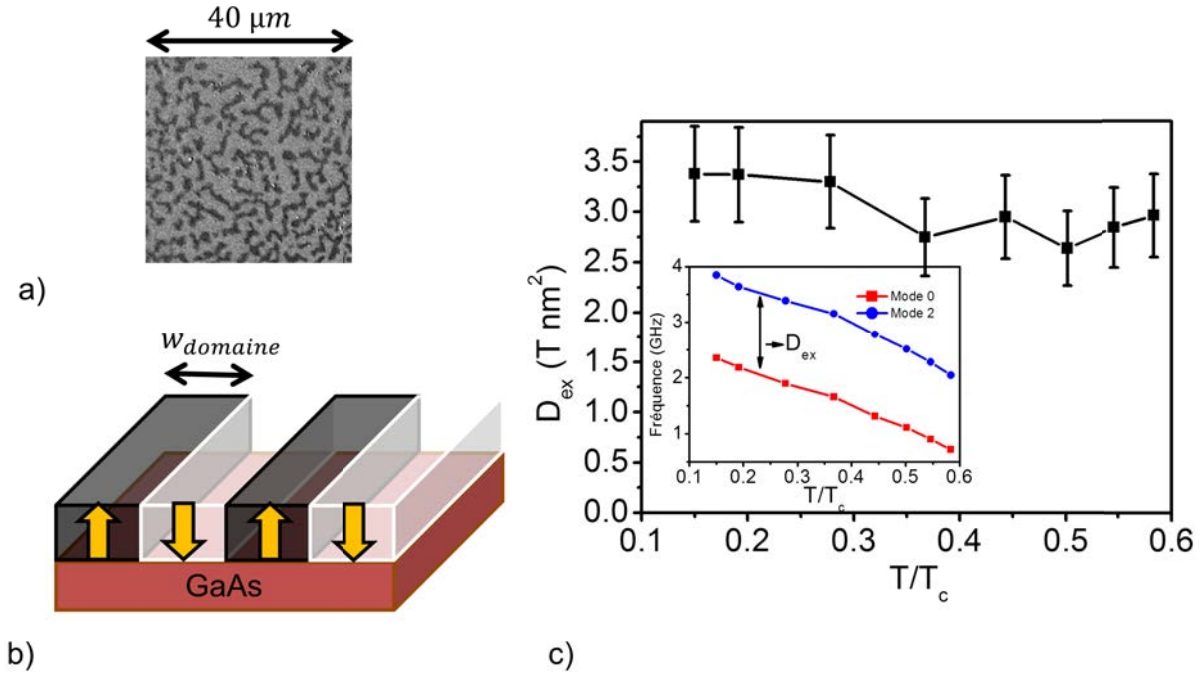 40 μm
a)
w_domaine
GaAs
b)
D_ex (T nm²)
3.5
3.0
2.5
2.0
1.5
1.0
0.5
0.0
0.1 0.2 0.3 0.4 0.5 0.6
T/T_c
Fréquence (GHz)
4
3
2
1
Mode 0
Mode 2
D_ex
0.1 0.2 0.3 0.4 0.5 0.6
T/T_c
c)